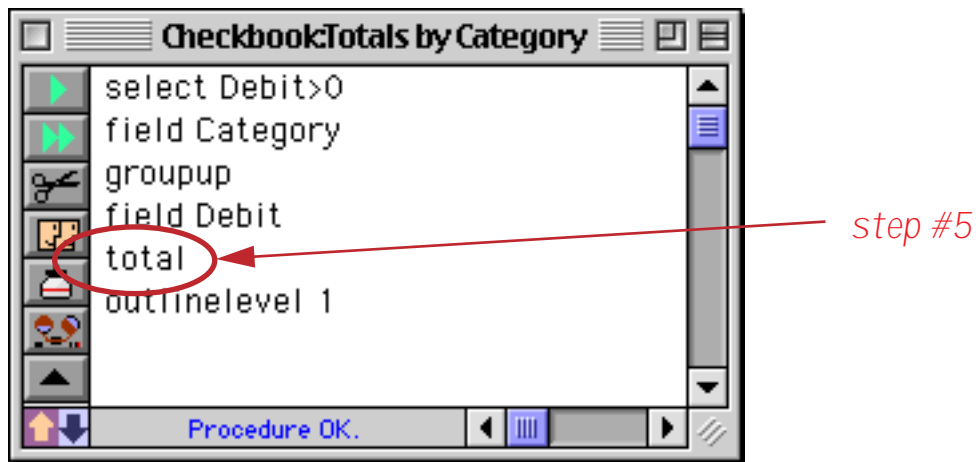 Checkbook:Totals by Category
select Debit>0
field Category
groupup
field Debit
total
outlinelevel 1
step #5
Procedure OK.